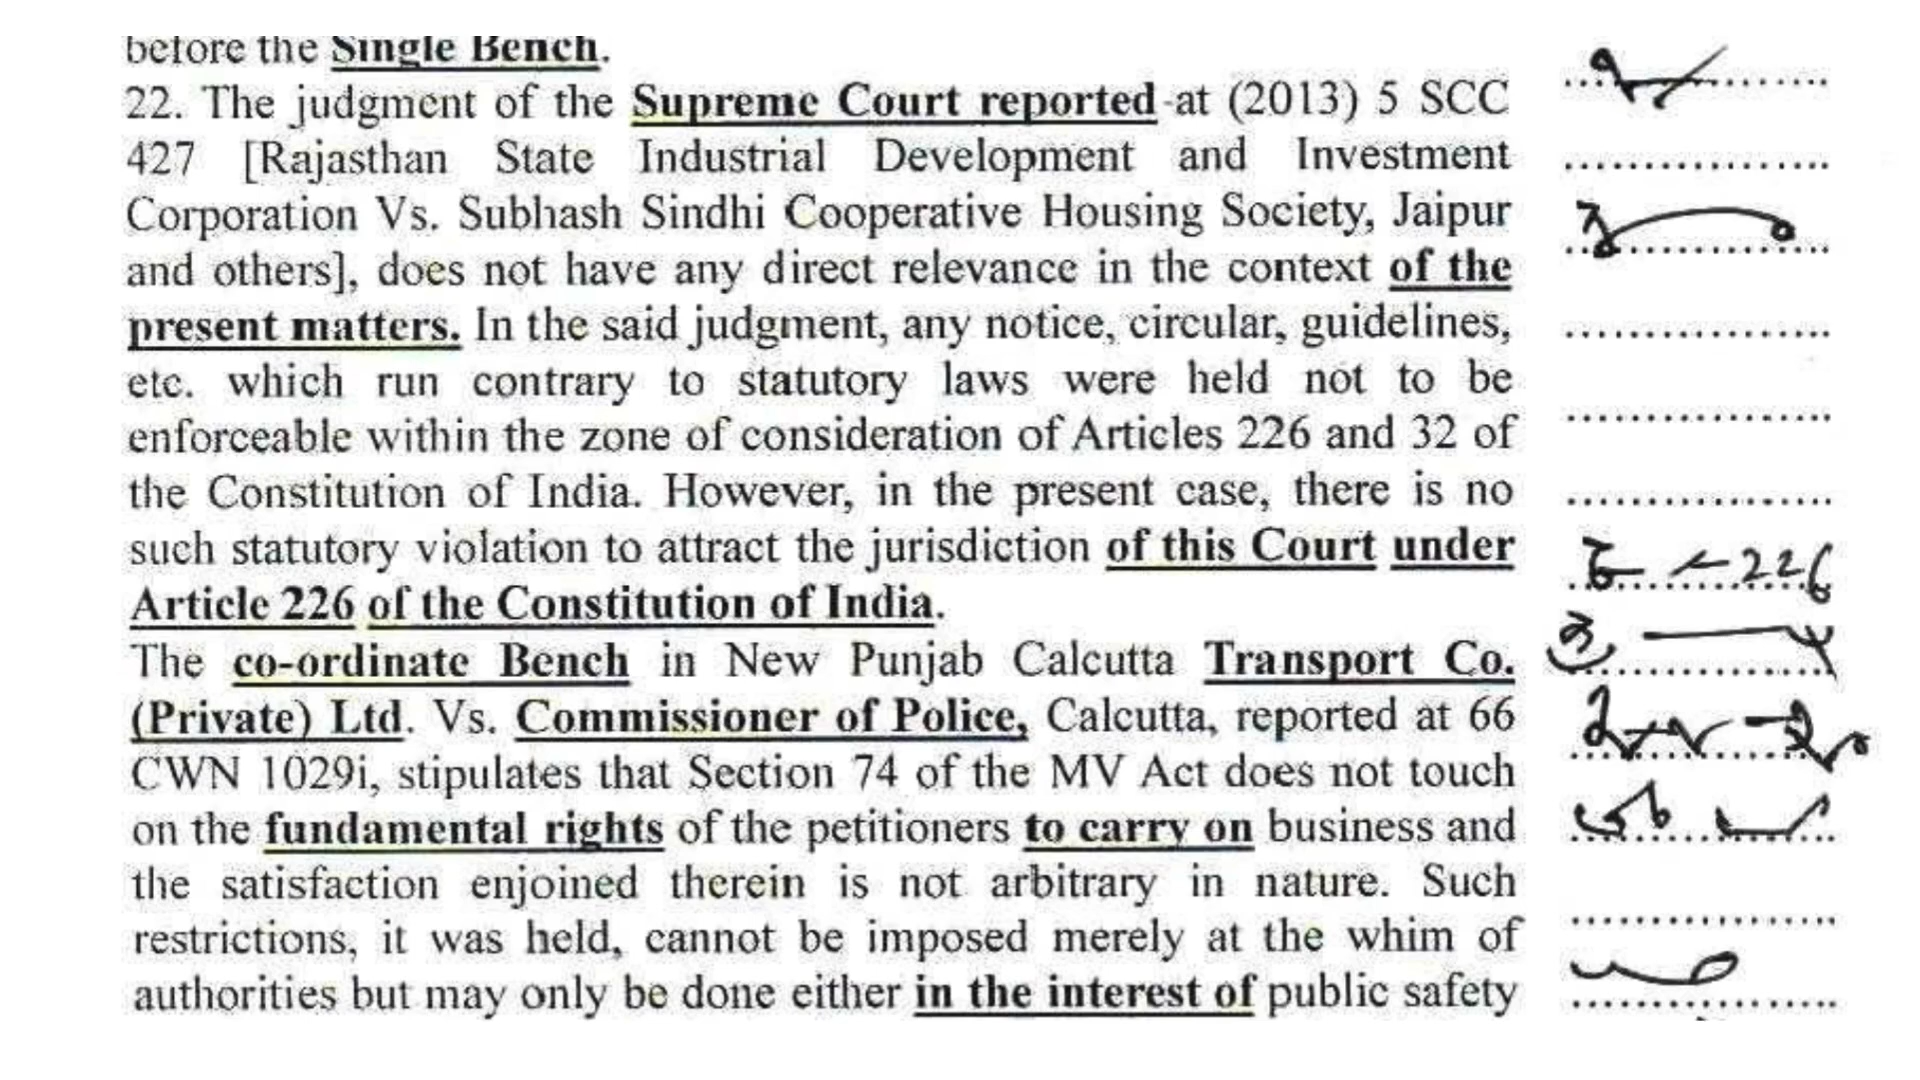 before the Single Bench.
22. The judgment of the Supreme Court reported at (2013) 5 SCC
427 [Rajasthan State Industrial Development and Investment
Corporation Vs. Subhash Sindhi Cooperative Housing Society, Jaipur
and others], does not have any direct relevance in the context of the
present matters. In the said judgment, any notice, circular, guidelines,
etc. which run contrary to statutory laws were held not to be
enforceable within the zone of consideration of Articles 226 and 32 of
the Constitution of India. However, in the present case, there is no
such statutory violation to attract the jurisdiction of this Court under
226
Article 226 of the Constitution of India.
The co-ordinate Bench in New Punjab Calcutta Transport Co.
(Private) Ltd. Vs. Commissioner of Police, Calcutta, reported at 66
CWN 1029i, stipulates that Section 74 of the MV Act does not touch
on the fundamental rights of the petitioners to carry on business and
the satisfaction enjoined therein is not arbitrary in nature. Such
restrictions, it was held, cannot be imposed merely at the whim of
authorities but may only be done either in the interest of public safety